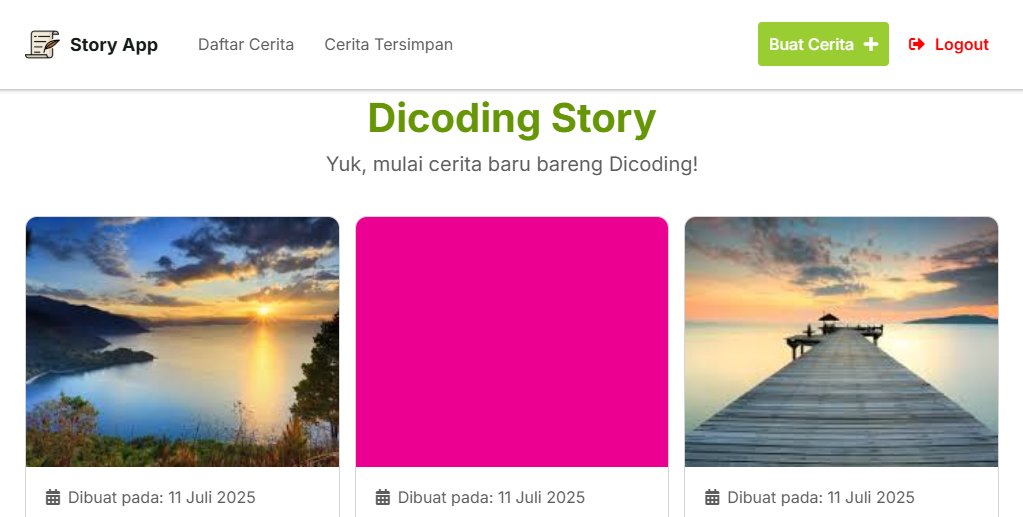 Story App Daftar Cerita Cerita Tersimpan Buat Cerita Logout
Dicoding Story
Yuk, mulai cerita baru bareng Dicoding!
Dibuat pada: 11 Juli 2025 Dibuat pada: 11 Juli 2025 Dibuat pada: 11 Juli 2025